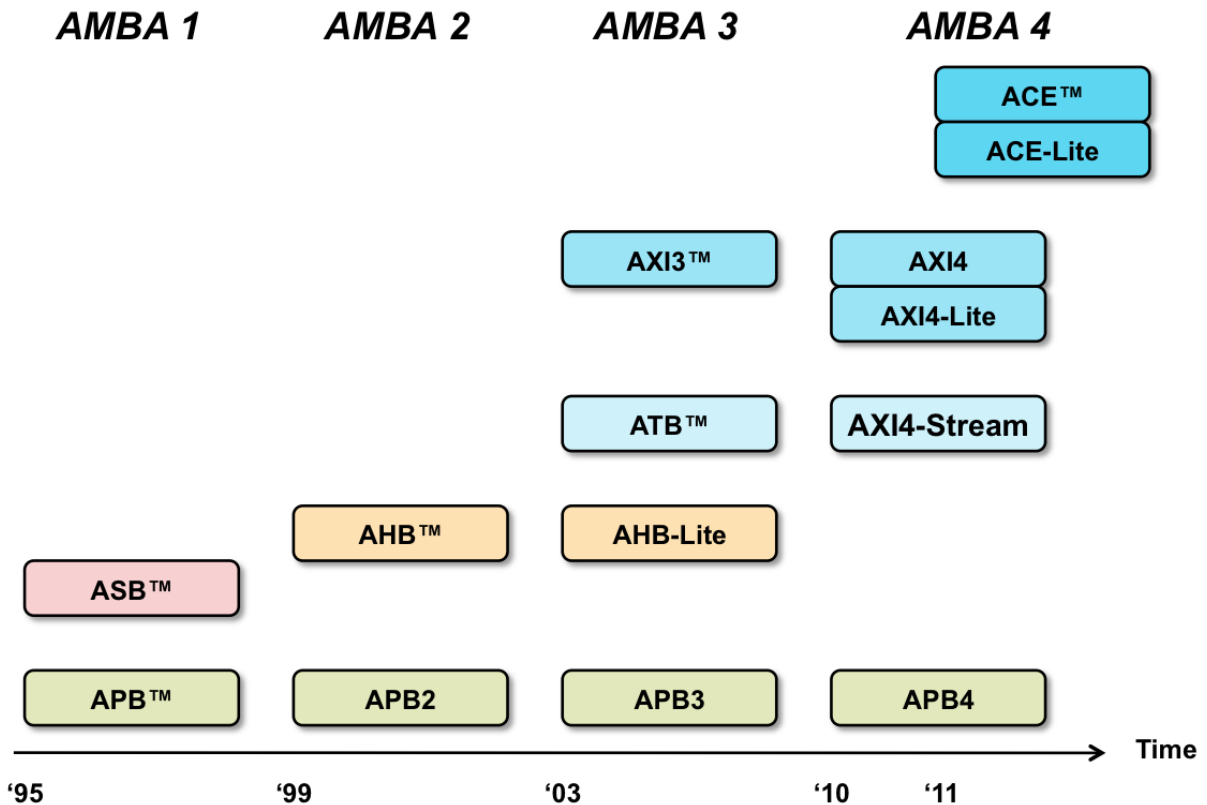 AMBA 1 AMBA 2 AMBA 3 AMBA 4
ACE™
ACE-Lite
AXI3™ AXI4
AXI4-Lite
ATB™ AXI4-Stream
AHB™ AHB-Lite
ASB™
APB™ APB2 APB3 APB4
Time
‘95 ‘99 ‘03 ‘10 ‘11